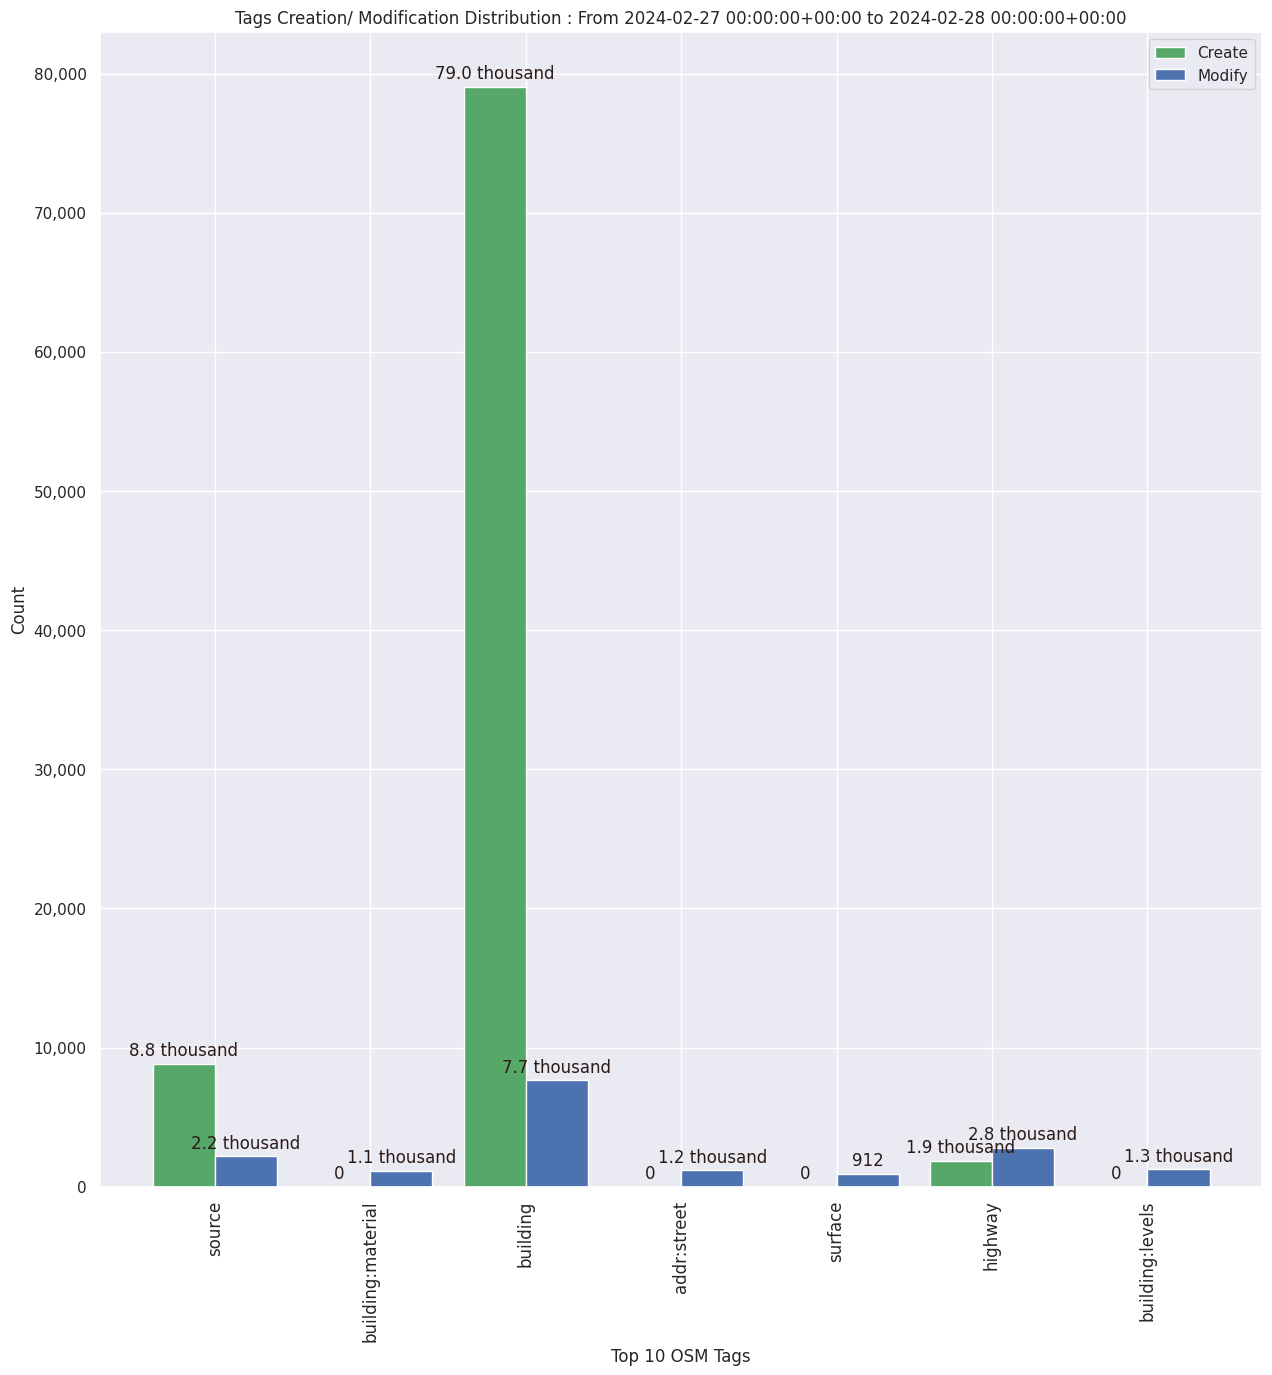 Tags Creation/ Modification Distribution : From 2024-02-27 00:00:00+00:00 to 2024-02-28 00:00:00+00:00
Create
Modify
Count
80,000
70,000
60,000
50,000
40,000
30,000
20,000
10,000
0
8.8 thousand
2.2 thousand
0
1.1 thousand
79.0 thousand
7.7 thousand
0
1.2 thousand
0
912
1.9 thousand
2.8 thousand
0
1.3 thousand
source
building:material
building
addr:street
surface
highway
building:levels
Top 10 OSM Tags